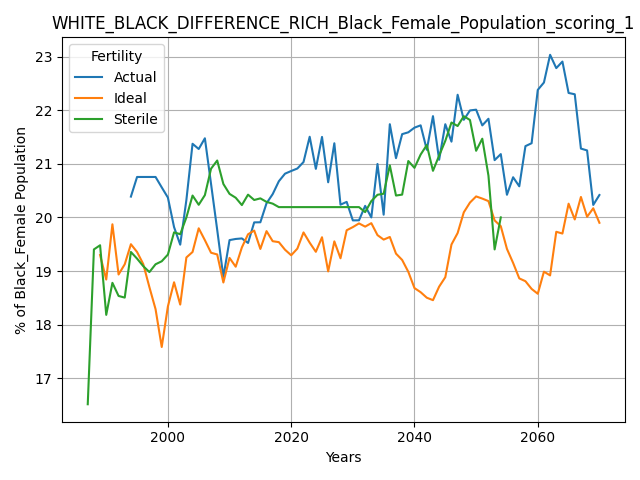 WHITE_BLACK_DIFFERENCE_RICH_Black_Female_Population_scoring_1
Fertility
Actual
Ideal
Sterile
% of Black_Female Population
23
22
21
20
19
18
17
2000
2020
2040
2060
Years